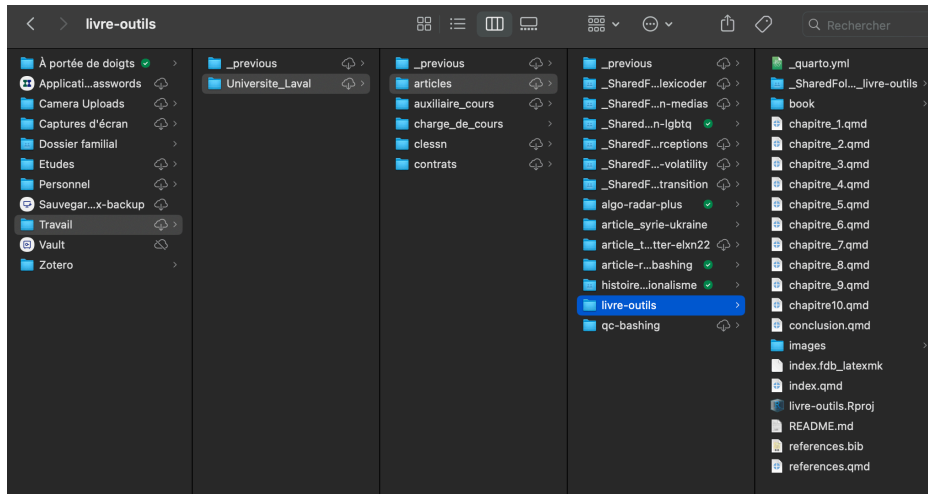 livre-outils
Rechercher
À portée de doigts
Applicati...asswords
Camera Uploads
Captures d'écran
Dossier familial
Etudes
Personnel
Sauvegar...x-backup
Travail
Vault
Zotero
_previous
Universite_Laval
_previous
articles
auxiliaire_cours
charge_de_cours
clessn
contrats
_previous
_SharedF...lexicoder
_SharedF...n-medias
_Shared...n-lgbtq
_SharedF...rceptions
_SharedF...-volatility
_SharedF...transition
algo-radar-plus
article_syrie-ukraine
article_t...tter-elxn22
article-r...bashing
histoire...ionalisme
livre-outils
qc-bashing
_quarto.yml
_SharedFol..._livre-outils
book
chapitre_1.qmd
chapitre_2.qmd
chapitre_3.qmd
chapitre_4.qmd
chapitre_5.qmd
chapitre_6.qmd
chapitre_7.qmd
chapitre_8.qmd
chapitre_9.qmd
chapitre10.qmd
conclusion.qmd
images
index.fdb_latexmk
index.qmd
livre-outils.Rproj
README.md
references.bib
references.qmd